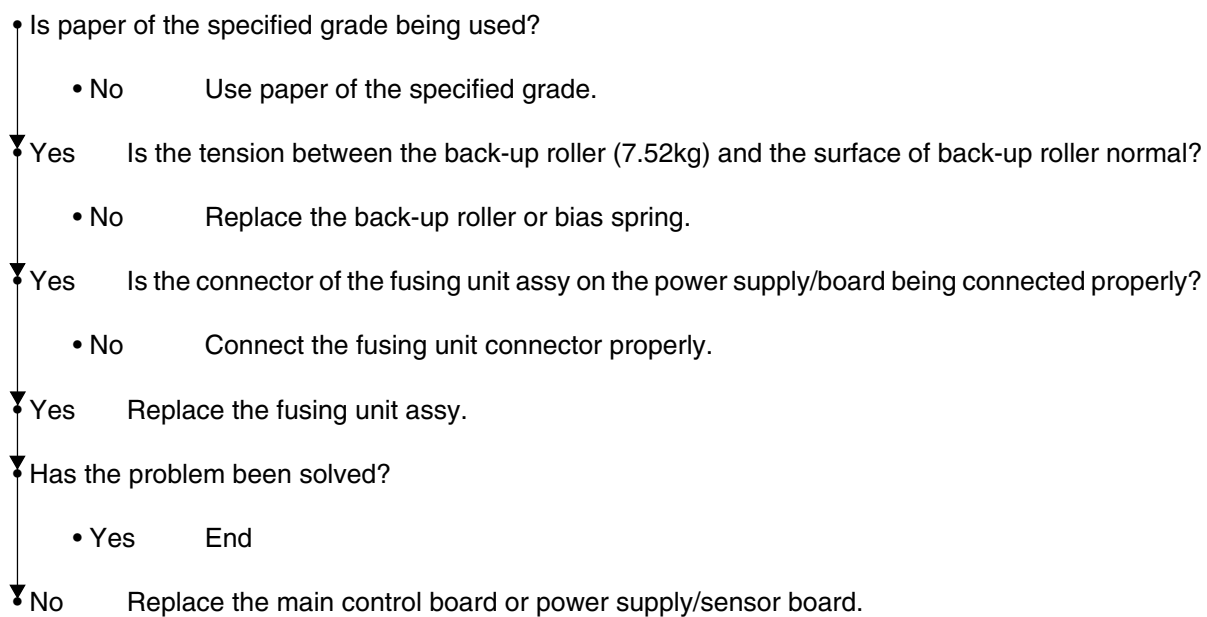 • Is paper of the specified grade being used?
• No Use paper of the specified grade.
• Yes Is the tension between the back-up roller (7.52kg) and the surface of back-up roller normal?
• No Replace the back-up roller or bias spring.
• Yes Is the connector of the fusing unit assy on the power supply/board being connected properly?
• No Connect the fusing unit connector properly.
• Yes Replace the fusing unit assy.
• Has the problem been solved?
• Yes End
• No Replace the main control board or power supply/sensor board.